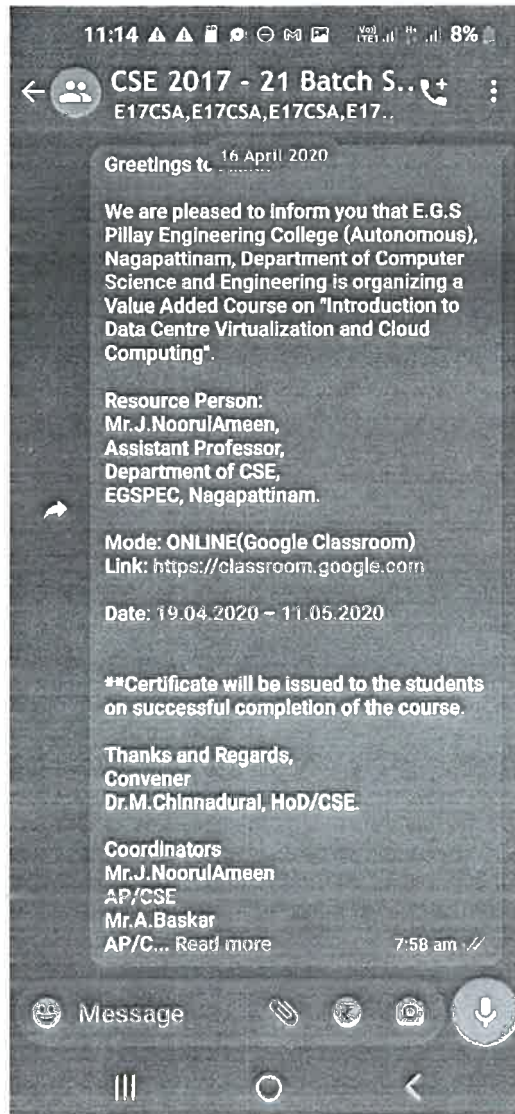 11:14 8%
CSE 2017 - 21 Batch S..
E17CSA,E17CSA,E17CSA,E17..
16 April 2020
Greetings to
We are pleased to inform you that E.G.S
Pillay Engineering College (Autonomous),
Nagapattinam, Department of Computer
Science and Engineering is organizing a
Value Added Course on "Introduction to
Data Centre Virtualization and Cloud
Computing".
Resource Person:
Mr.J.NoorulAmeen,
Assistant Professor,
Department of CSE,
EGSPEC, Nagapattinam.
Mode: ONLINE(Google Classroom)
Link: https://classroom.google.com
Date: 19.04.2020 – 11.05.2020
**Certificate will be issued to the students
on successful completion of the course.
Thanks and Regards,
Convener
Dr.M.Chinnadurai, HoD/CSE.
Coordinators
Mr.J.NoorulAmeen
AP/CSE
Mr.A.Baskar
AP/C... Read more 7:58 am
Message